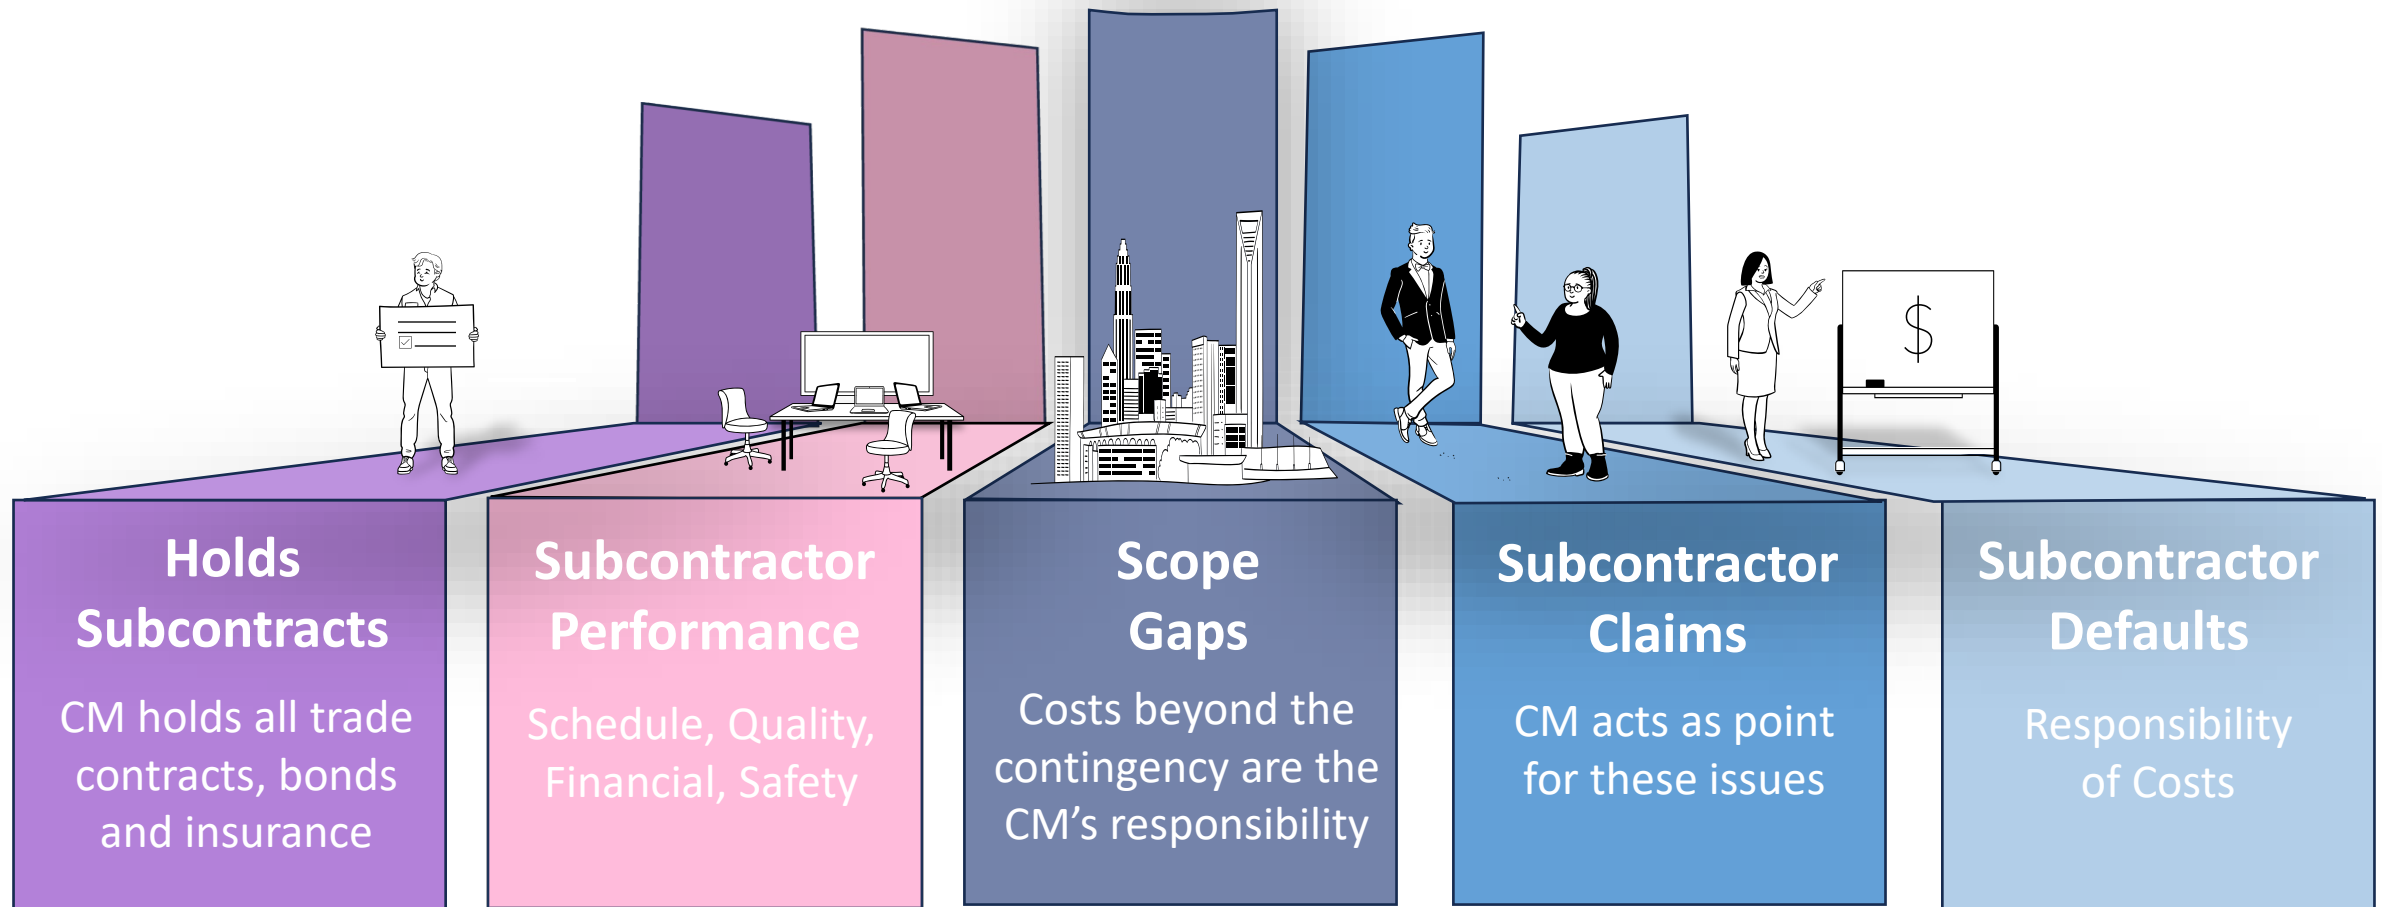 Holds
Subcontracts
CM holds all trade
contracts, bonds
and insurance
Subcontractor
Performance
Schedule, Quality,
Financial, Safety
Scope
Gaps
Costs beyond the
contingency are the
CM’s responsibility
Subcontractor
Claims
CM acts as point
for these issues
Subcontractor
Defaults
Responsibility
of Costs
$